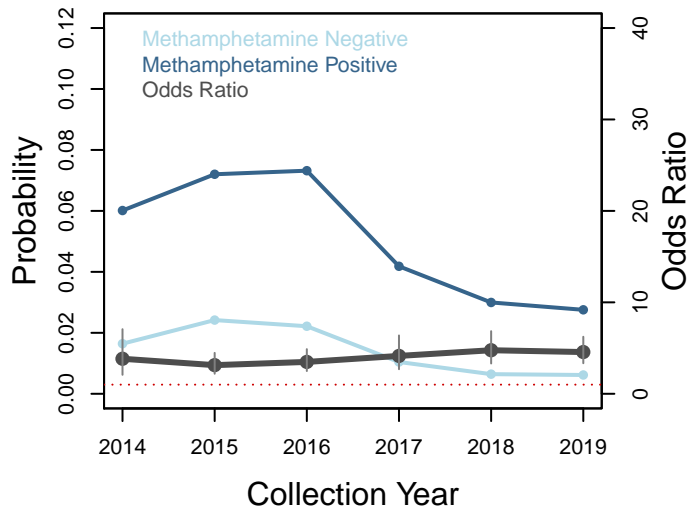 Methamphetamine Negative
Methamphetamine Positive
Odds Ratio
Probability
0.12
0.10
0.08
0.06
0.04
0.02
0.00
40
30
20
10
0
Odds Ratio
2014 2015 2016 2017 2018 2019
Collection Year